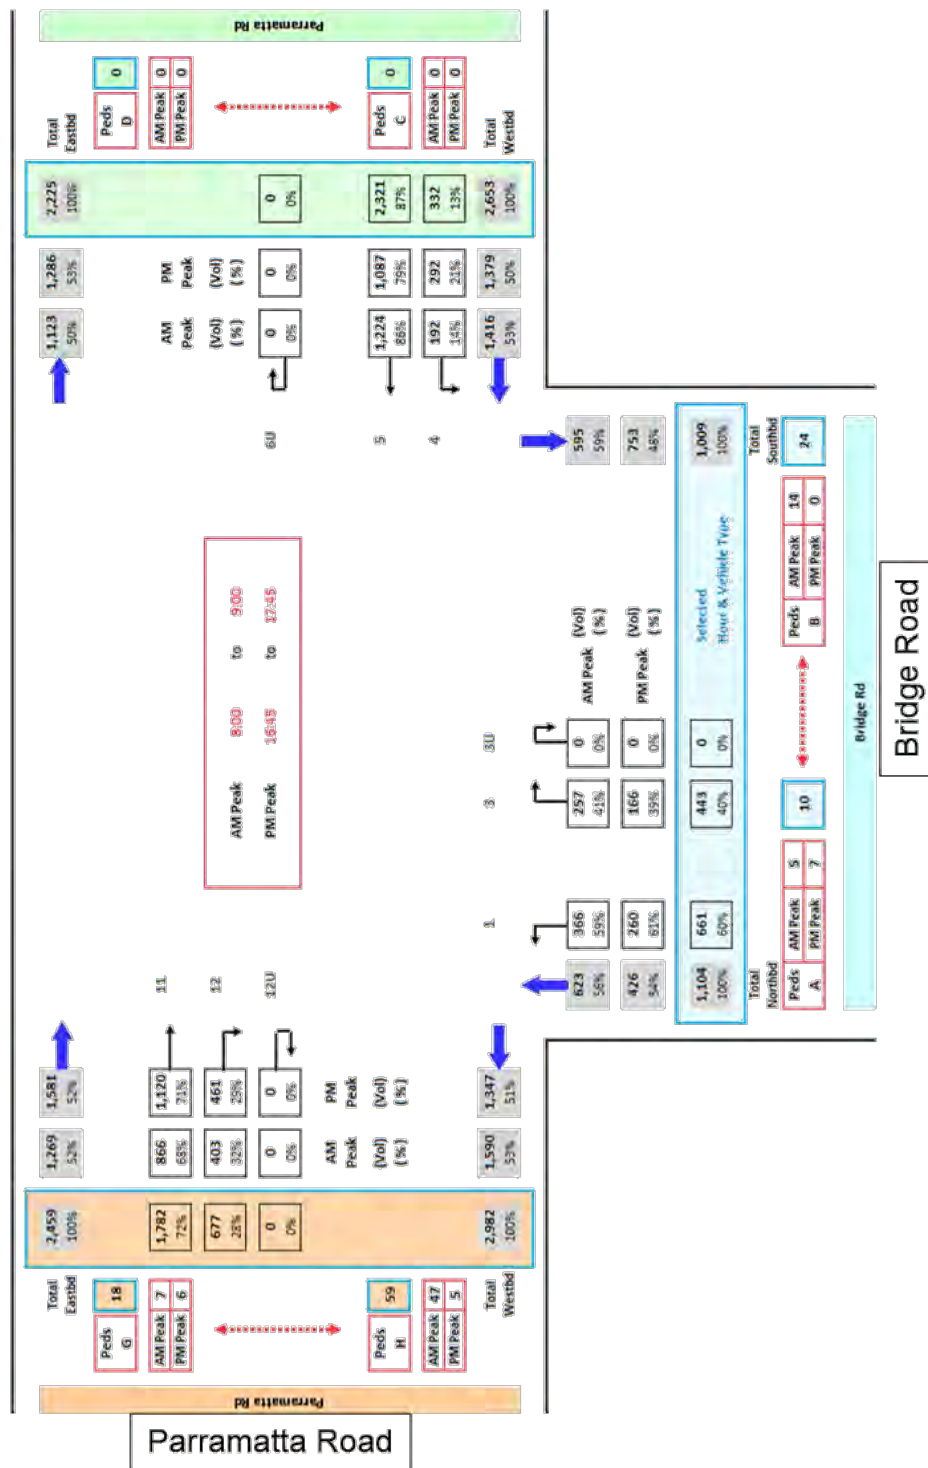 Parramatta Rd
Total
Eastbd
2,459
100%
1,269
52%
1,581
52%
Peds
G
18
AM Peak 7
PM Peak 6
1,782
72%
866
68%
1,120
71%
11
677
28%
403
32%
461
29%
12
0
0%
0
0%
0
0%
12U
AM
Peak
(Vol)
(%)
PM
Peak
(Vol)
(%)
Peds
H
59
AM Peak 47
PM Peak 5
Total
Westbd
2,982
100%
1,590
53%
1,347
51%
AM Peak 8:00 to 9:00
PM Peak 16:45 to 17:45
Total
Eastbd
1,123
50%
1,286
53%
2,225
100%
AM
Peak
(Vol)
(%)
PM
Peak
(Vol)
(%)
Peds
D
0
AM Peak 0
PM Peak 0
6U
0
0%
0
0%
0
0%
5
1,224
86%
1,087
79%
2,321
87%
4
192
14%
292
21%
332
13%
Peds
C
0
AM Peak 0
PM Peak 0
1,416
53%
1,379
50%
2,653
100%
Total
Westbd
Parramatta Rd
1
3
3U
623
56%
366
59%
257
41%
0
0%
AM Peak
(Vol)
(%)
595
59%
426
54%
260
61%
166
39%
0
0%
PM Peak
(Vol)
(%)
753
48%
1,104
100%
661
60%
443
40%
0
0%
Selected
Hour & Vehicle Type
1,009
100%
Total
Northbd
Total
Southbd
Peds
A
AM Peak 5
PM Peak 7
10
Peds
B
AM Peak 14
PM Peak 0
24
Bridge Rd
Bridge Road
Parramatta Road